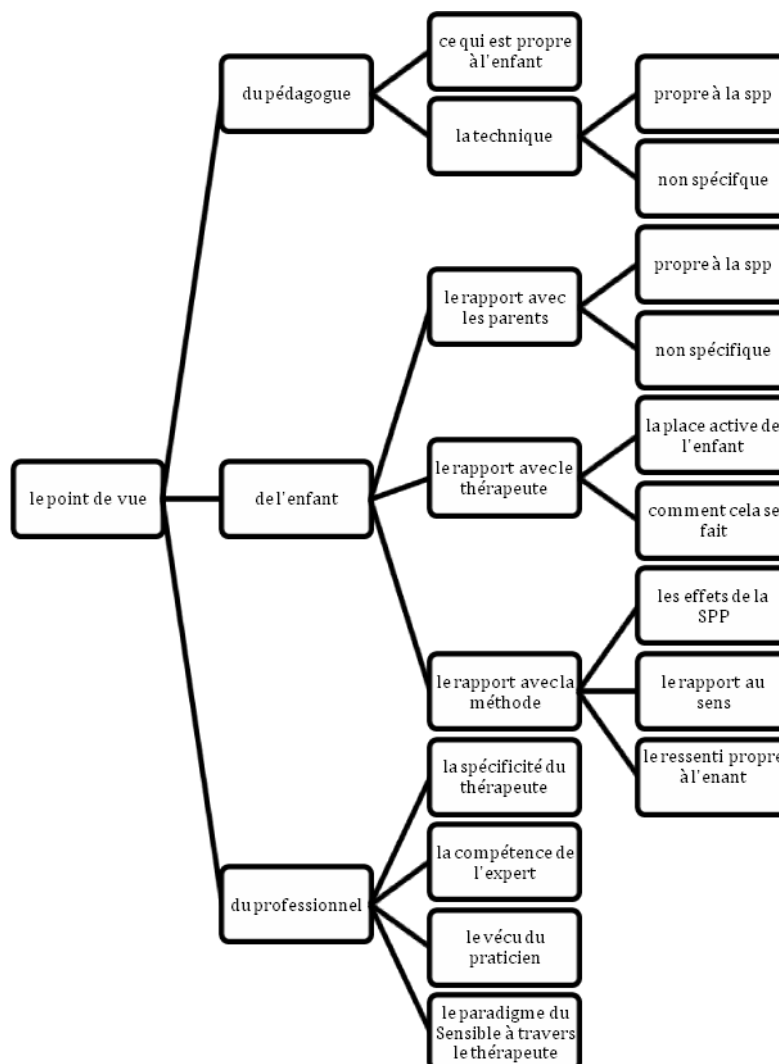 le point de vue
du pédagogue
ce qui est propre
à l'enfant
la technique
propre à la spp
non spécifque
de l'enfant
le rapport avec
les parents
propre à la spp
non spécifique
le rapport avec le
thérapeute
la place active de
l'enfant
comment cela se
fait
le rapport avec la
méthode
les effets de la
SPP
le rapport au
sens
le ressenti propre
à l'enant
du professionnel
la spécificité du
thérapeute
la compétence de
l'expert
le vécu du
praticien
le paradigme du
Sensible à travers
le thérapeute